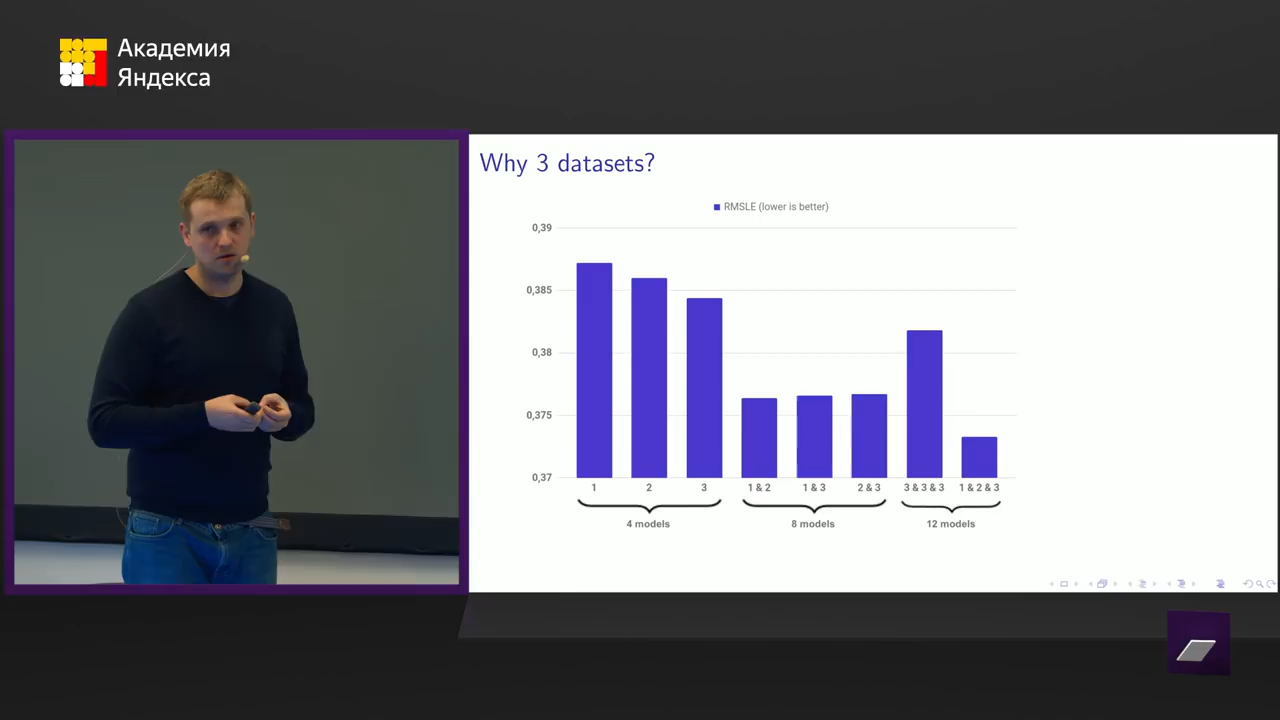 Академия
Яндекса
Why 3 datasets?
RMSLE (lower is better)
0,39
0,385
0,38
0,375
0,37
1
2
3
1 & 2
1 & 3
2 & 3
3 & 3 & 3
1 & 2 & 3
4 models
8 models
12 models